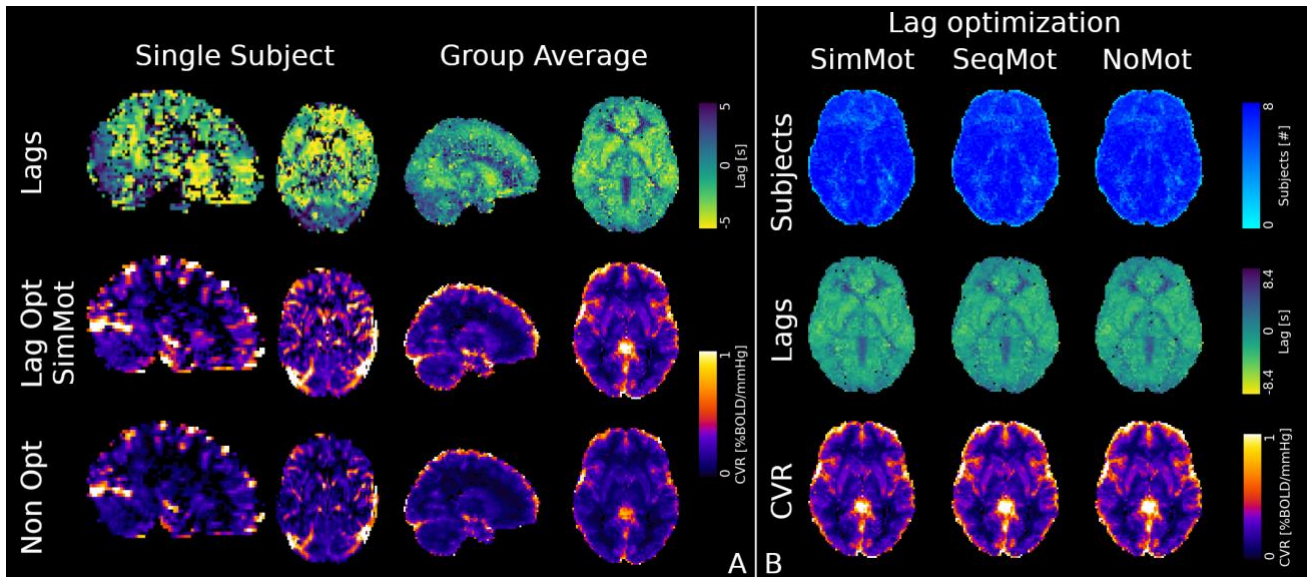 Single Subject
Group Average
Lags
5
0
-5
Lag [s]
Lag Opt
SimMot
1
0
CVR [%BOLD/mmHg]
Non Opt
A
Lag optimization
SimMot
SeqMot
NoMot
Subjects
8
0
Subjects [#]
Lags
8.4
0
-8.4
Lag [s]
CVR
1
0
CVR [%BOLD/mmHg]
B